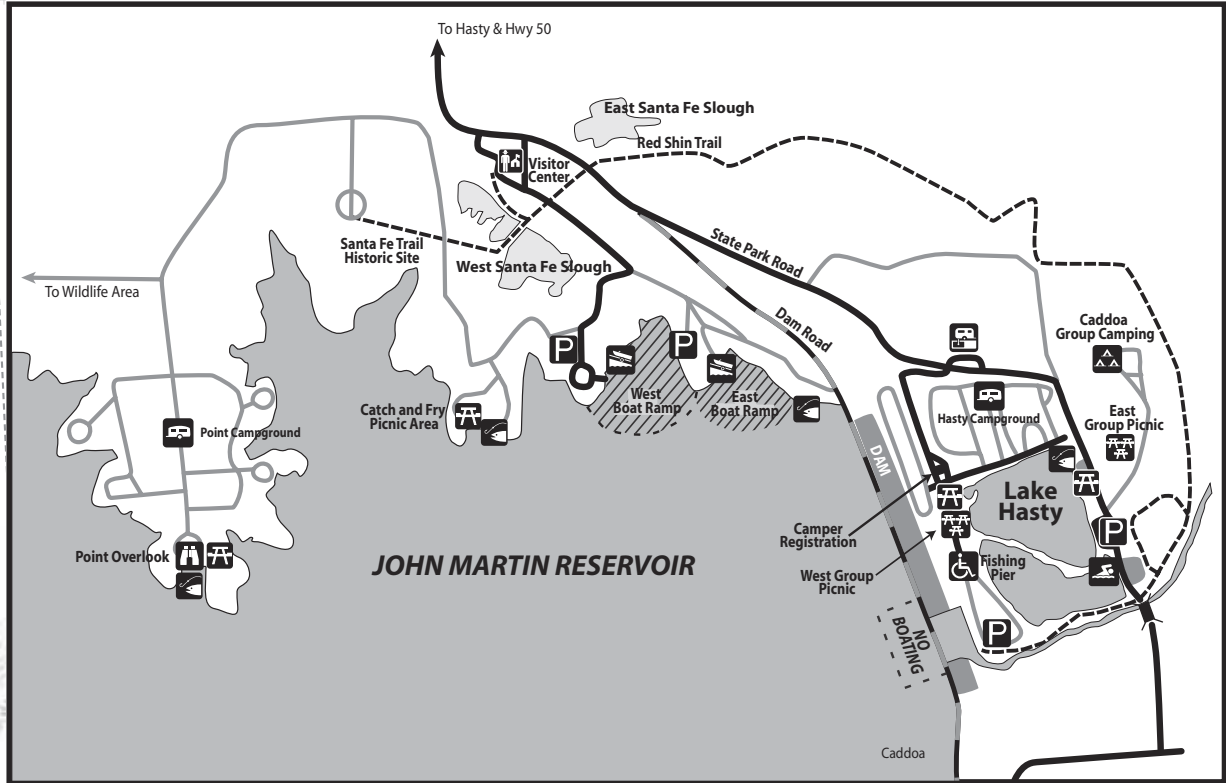 To Hasty & Hwy 50
East Santa Fe Slough
Red Shin Trail
Visitor
Center
Santa Fe Trail
Historic Site
West Santa Fe Slough
State Park Road
To Wildlife Area
Dam Road
Caddoa
Group Camping
P
P
West
Boat Ramp
East
Boat Ramp
Catch and Fry
Picnic Area
Point Campground
Hasty Campground
East
Group Picnic
DAM
Lake
Hasty
Camper
Registration
P
Point Overlook
JOHN MARTIN RESERVOIR
West Group
Picnic
Fishing
Pier
NO
BOATING
P
Caddoa